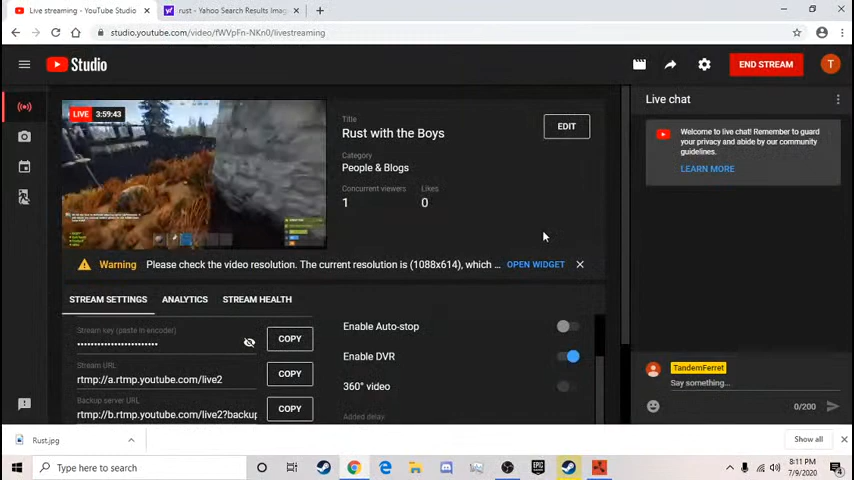 Live streaming - YouTube Studio
rust - Yahoo Search Results Imag
studio.youtube.com/video/fWVpFn-NKn0/livestreaming
Studio
END STREAM
T
LIVE 3:59:43
Title
Rust with the Boys
EDIT
Category
People & Blogs
Concurrent viewers
Likes
1
0
Live chat
Welcome to live chat! Remember to guard
your privacy and abide by our community
guidelines.
LEARN MORE
Warning Please check the video resolution. The current resolution is (1088x614), which ... OPEN WIDGET
STREAM SETTINGS ANALYTICS STREAM HEALTH
Stream key (paste in encoder)
COPY
Stream URL
rtmp://a.rtmp.youtube.com/live2
COPY
Backup server URL
rtmp://b.rtmp.youtube.com/live2?backup
COPY
Enable Auto-stop
Enable DVR
360° video
Added delay:
TandemFerret
Say something...
0/200
Rust.jpg
Show all
Type here to search
EPIC
8:11 PM
7/9/2020
4